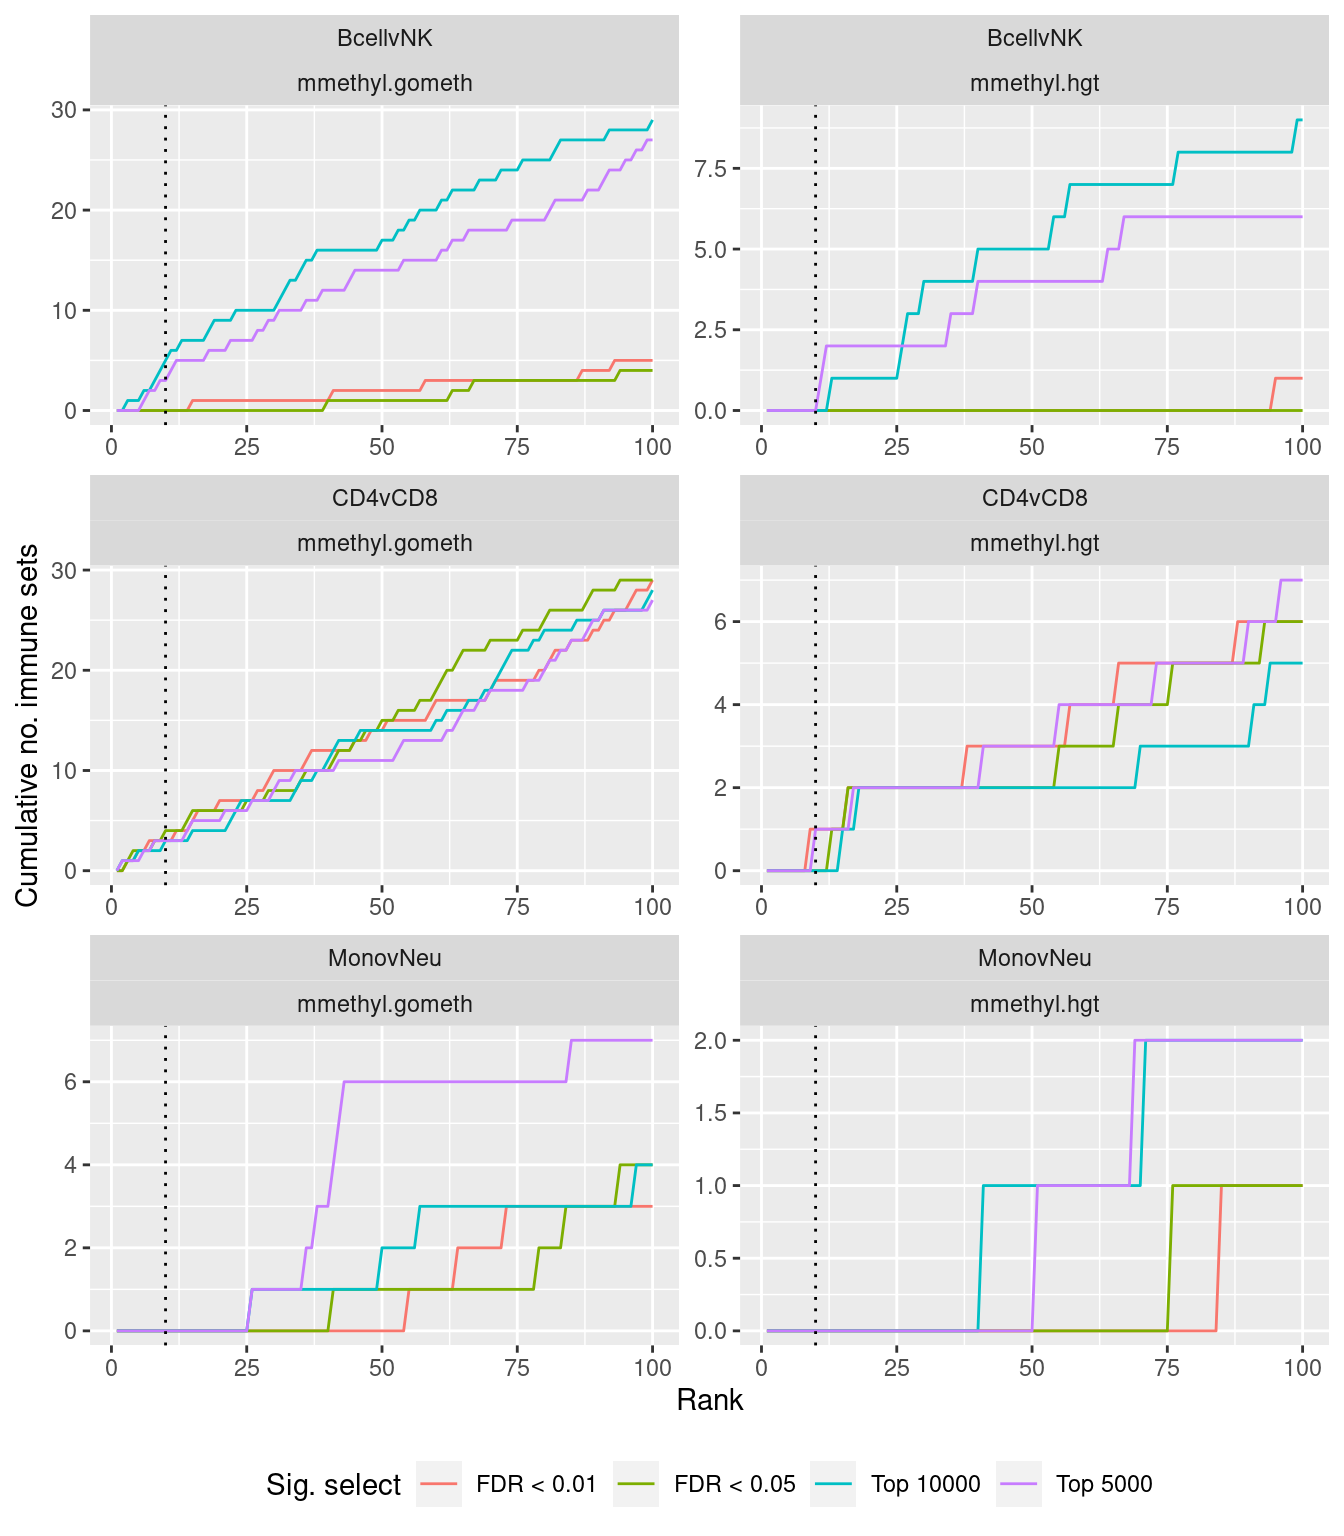 BcellvNK
mmethyl.gometh
30
20
10
0
0 25 50 75 100
BcellvNK
mmethyl.hgt
7.5
5.0
2.5
0.0
0 25 50 75 100
Cumulative no. immune sets
CD4vCD8
mmethyl.gometh
30
20
10
0
0 25 50 75 100
CD4vCD8
mmethyl.hgt
6
4
2
0
0 25 50 75 100
MonovNeu
mmethyl.gometh
6
4
2
0
0 25 50 75 100
MonovNeu
mmethyl.hgt
2.0
1.5
1.0
0.5
0.0
0 25 50 75 100
Rank
Sig. select FDR < 0.01 FDR < 0.05 Top 10000 Top 5000